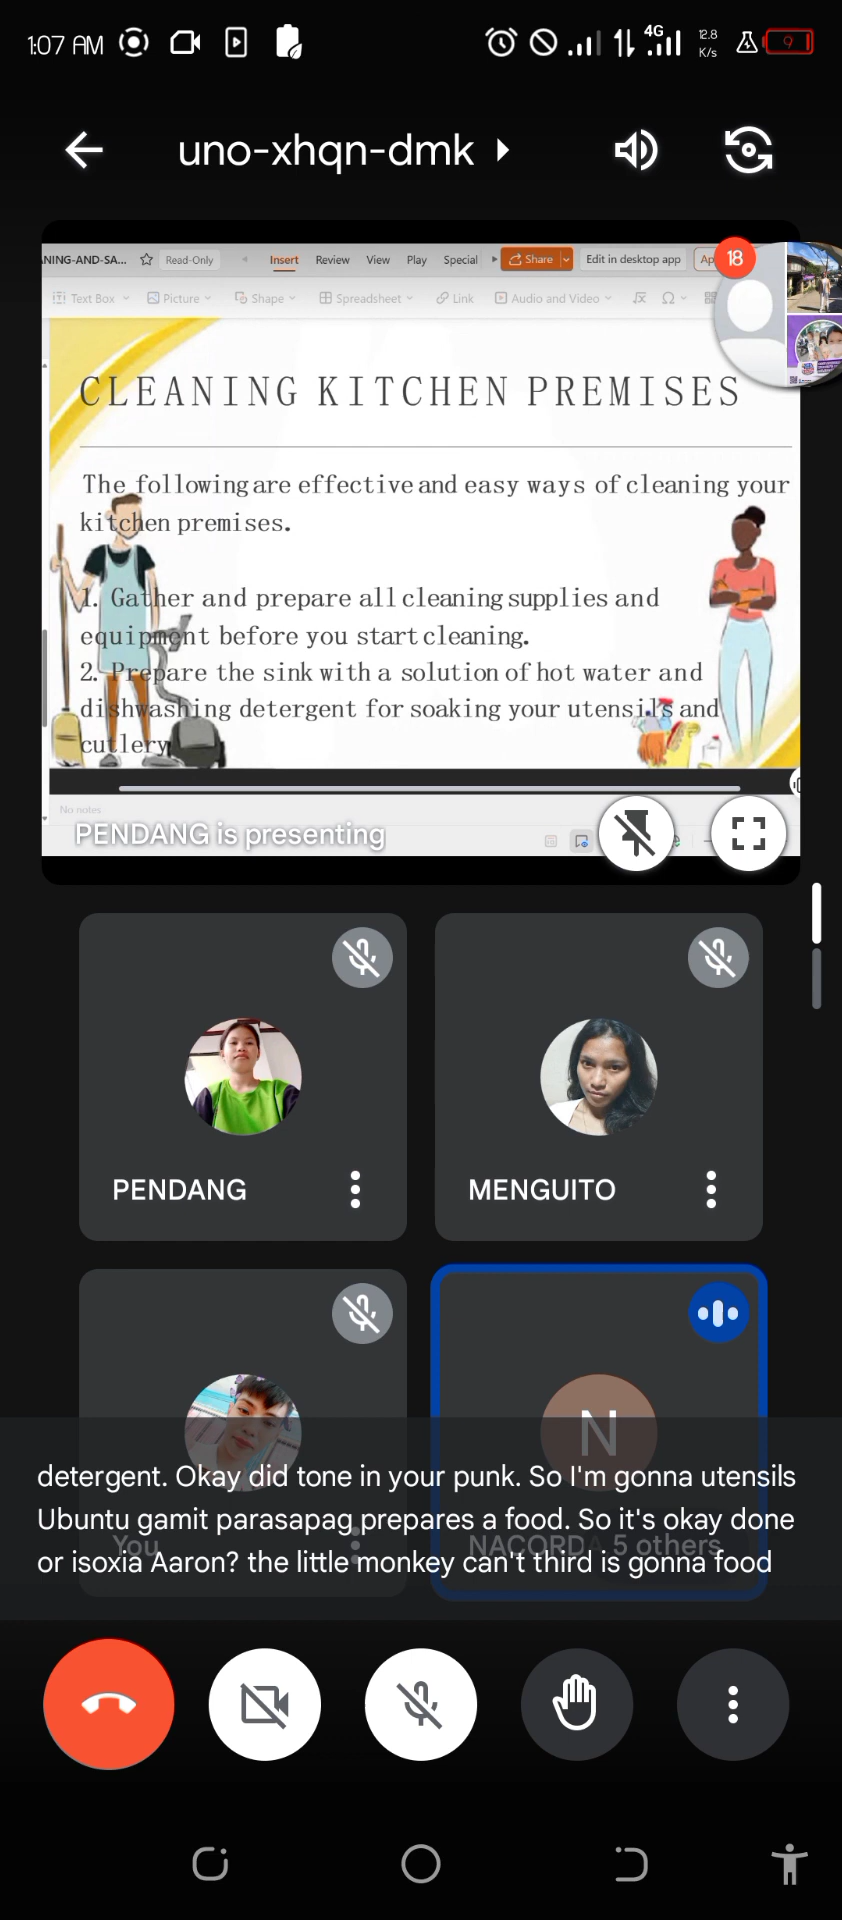 1:07 AM
4G
12.8
K/s
9
uno-xhqn-dmk
NING-AND-SA...
Read-Only
Insert
Review
View
Play
Special
Share
Edit in desktop app
Ap
18
Text Box
Picture
Shape
Spreadsheet
Link
Audio and Video
CLEANING KITCHEN PREMISES
The following are effective and easy ways of cleaning your
kitchen premises.
1. Gather and prepare all cleaning supplies and
equipment before you start cleaning.
2. Prepare the sink with a solution of hot water and
dishwashing detergent for soaking your utensils and
cutlery
No notes
PENDANG is presenting
PENDANG
MENGUITO
N
detergent. Okay did tone in your punk. So I'm gonna utensils
Ubuntu gamit parasapag prepares a food. So it's okay done
or isoxia Aaron? the little monkey can't third is gonna food
You
NACORDA
5 others